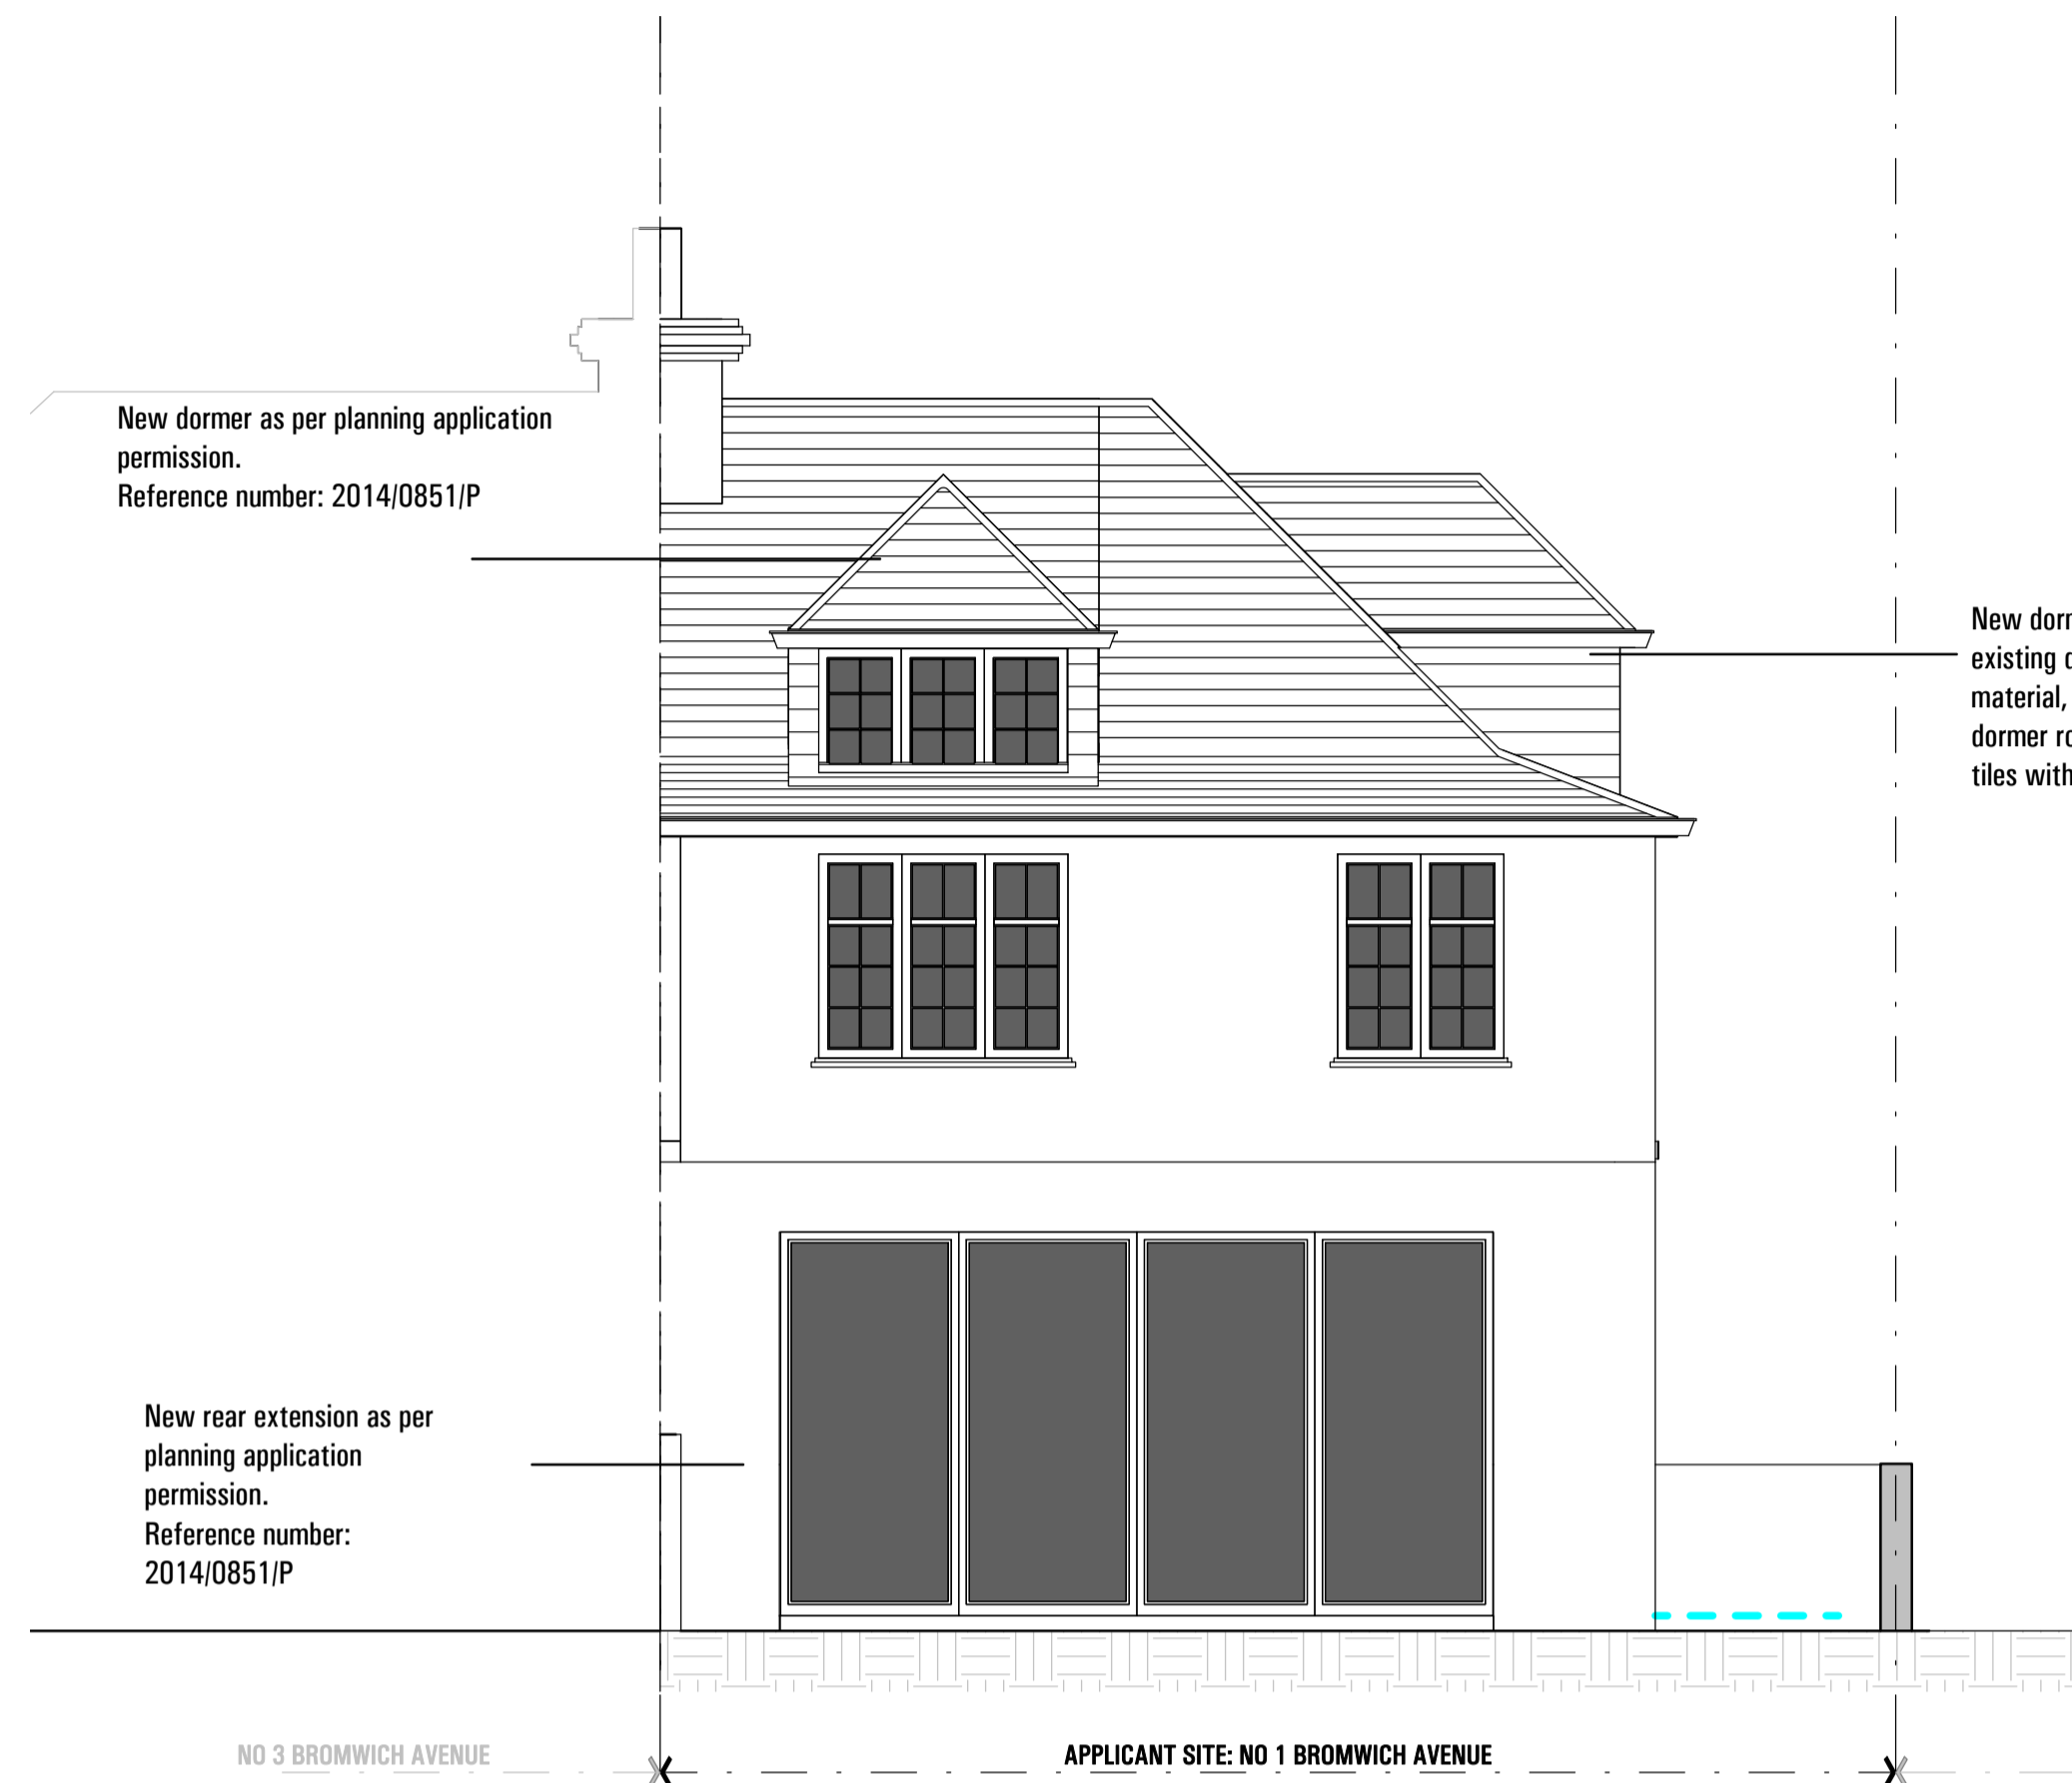 New dormer as per planning application
permission.
Reference number: 2014/0851/P
New
existing
material,
dormer
tiles with
New rear extension as per
planning application
permission.
Reference number:
2014/0851/P
NO 3 BROMWICH AVENUE
APPLICANT SITE: NO 1 BROMWICH AVENUE